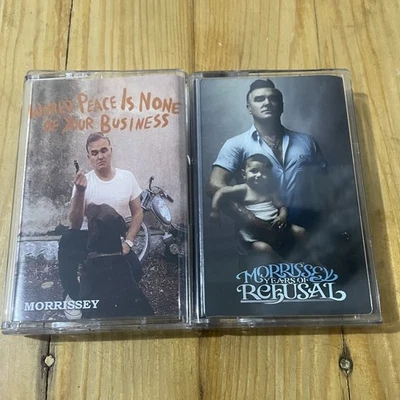 WORLD PEACE IS NONE
OF YOUR BUSINESS
MORRISSEY
MORRISSEY
YEARS OF
REFUSAL